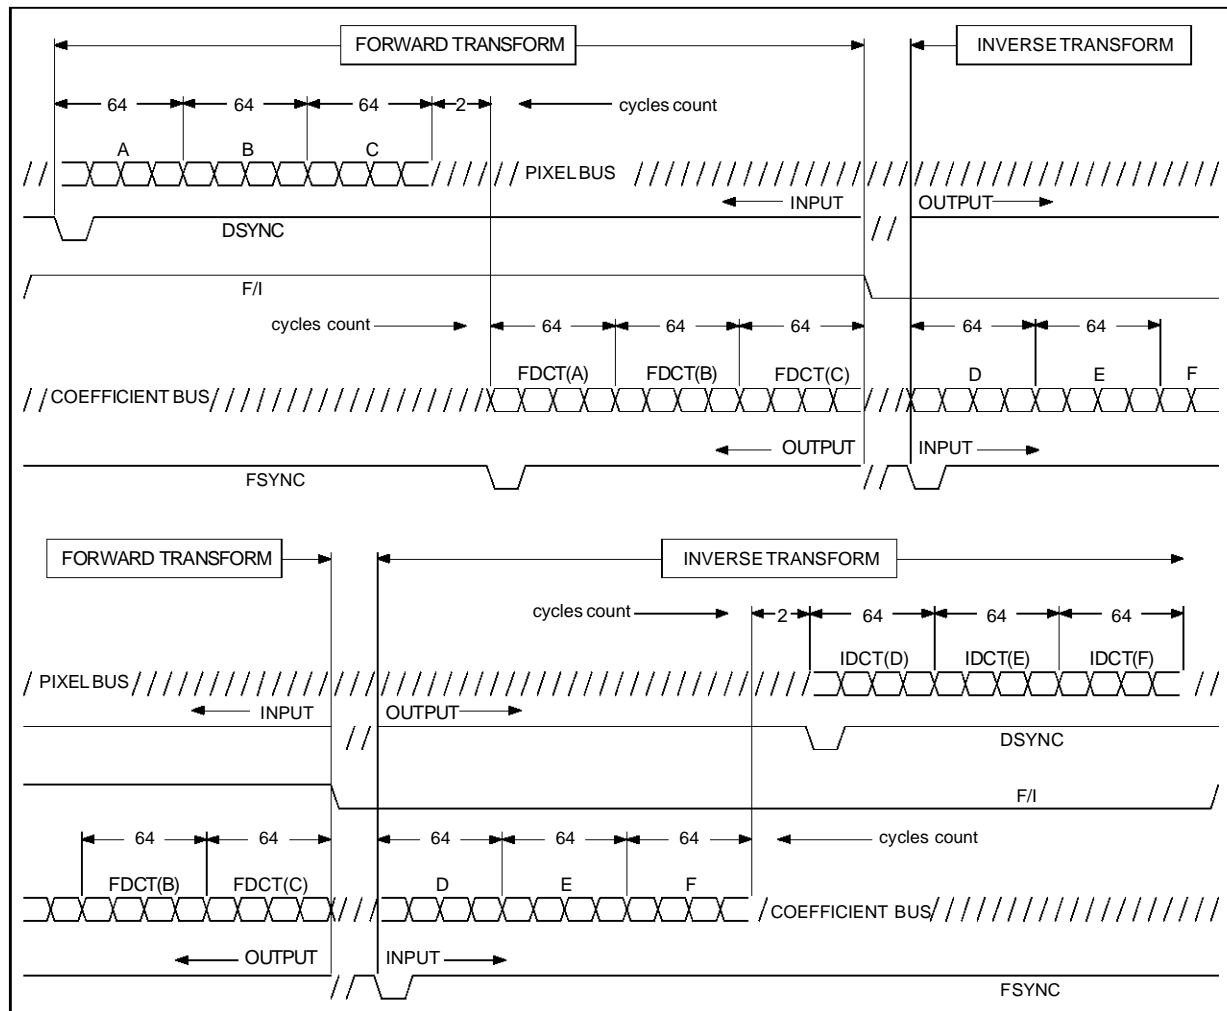 FORWARD TRANSFORM INVERSE TRANSFORM
64 64 64 2 cycles count
A B C
// PIXEL BUS
INPUT OUTPUT
DSYNC //
F/I
cycles count 64 64 64 64 64
FDCT(A) FDCT(B) FDCT(C) D E F
// COEFFICIENT BUS
OUTPUT INPUT
FSYNC //
FORWARD TRANSFORM INVERSE TRANSFORM
cycles count 2 64 64 64
IDCT(D) IDCT(E) IDCT(F)
/ PIXEL BUS
INPUT OUTPUT
// DSYNC
F/I
64 64 64 64 64 cycles count
FDCT(B) FDCT(C) D E F
COEFFICIENT BUS
OUTPUT INPUT
// FSYNC